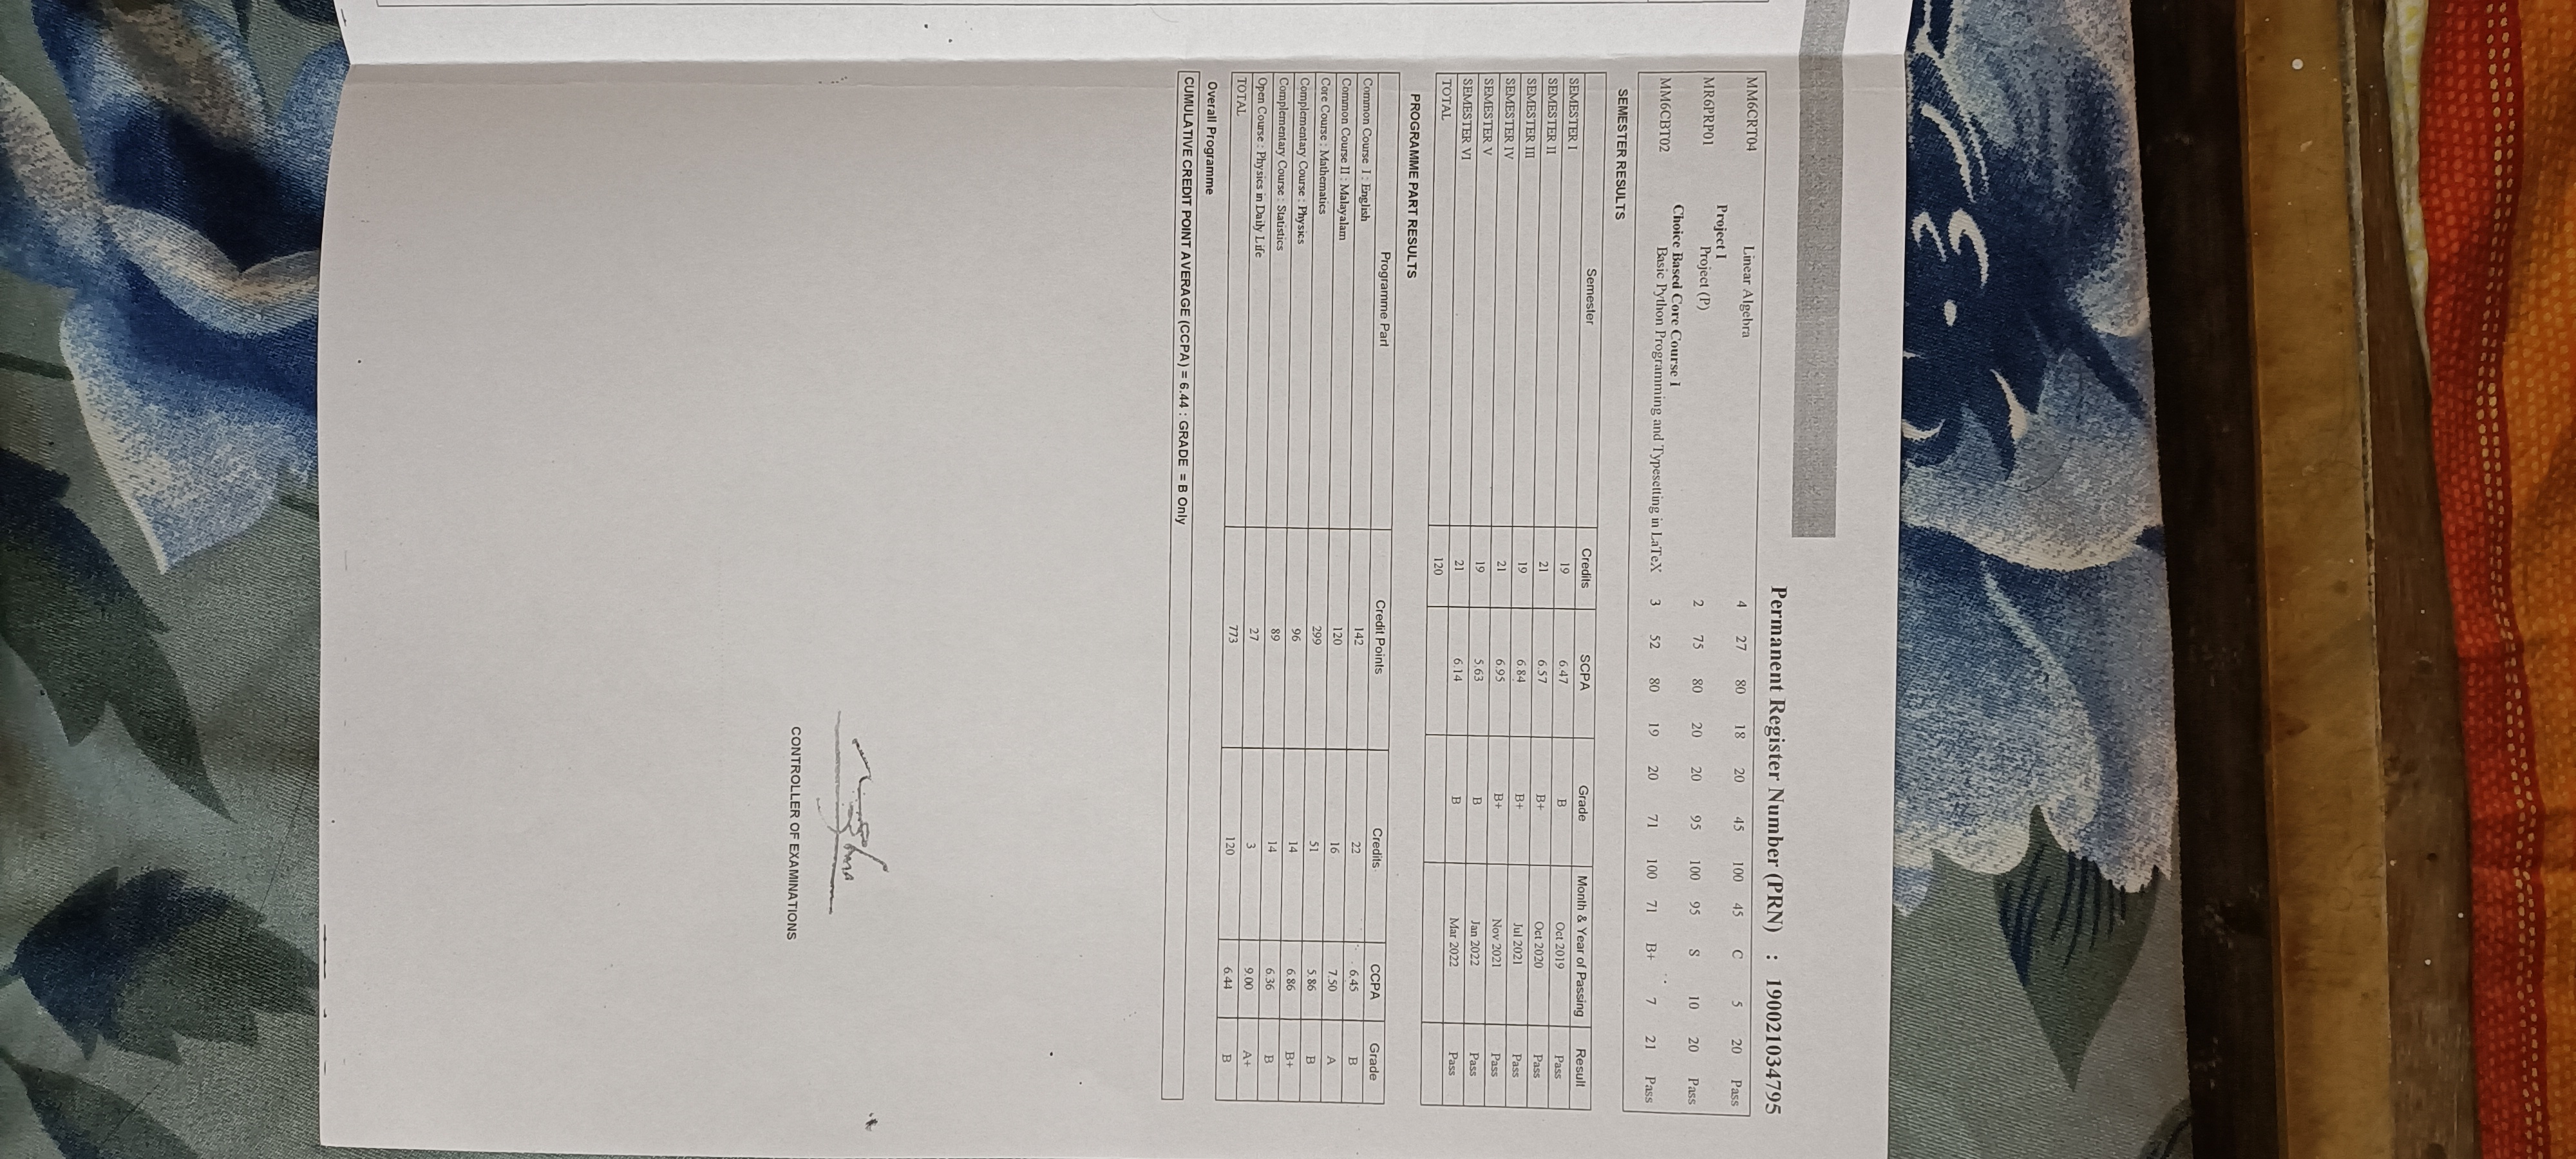 Permanent Register Number (PRN) : 190021034795
MM6CRT04 Linear Algebra 4 27 80 18 20 45 100 45 C 5 20 Pass
Project I
MR6PRP01 Project (P) 2 75 80 20 20 95 100 95 S 10 20 Pass
Choice Based Core Course I
MM6CBT02 Basic Python Programming and Typesetting in LaTeX 3 52 80 19 20 71 100 71 B+ 7 21 Pass
SEMESTER RESULTS
Semester Credits SCPA Grade Month & Year of Passing Result
SEMESTER I 19 6.47 B Oct 2019 Pass
SEMESTER II 21 6.57 B+ Oct 2020 Pass
SEMESTER III 19 6.84 B+ Jul 2021 Pass
SEMESTER IV 21 6.95 B+ Nov 2021 Pass
SEMESTER V 19 5.63 B Jan 2022 Pass
SEMESTER VI 21 6.14 B Mar 2022 Pass
TOTAL 120
PROGRAMME PART RESULTS
Programme Part Credit Points Credits CCPA Grade
Common Course I : English 142 22 6.45 B
Common Course II : Malayalam 120 16 7.50 A
Core Course : Mathematics 299 51 5.86 B
Complementary Course : Physics 96 14 6.86 B+
Complementary Course : Statistics 89 14 6.36 B
Open Course : Physics in Daily Life 27 3 9.00 A+
TOTAL 773 120 6.44 B
Overall Programme
CUMULATIVE CREDIT POINT AVERAGE (CCPA) = 6.44 : GRADE = B Only
CONTROLLER OF EXAMINATIONS